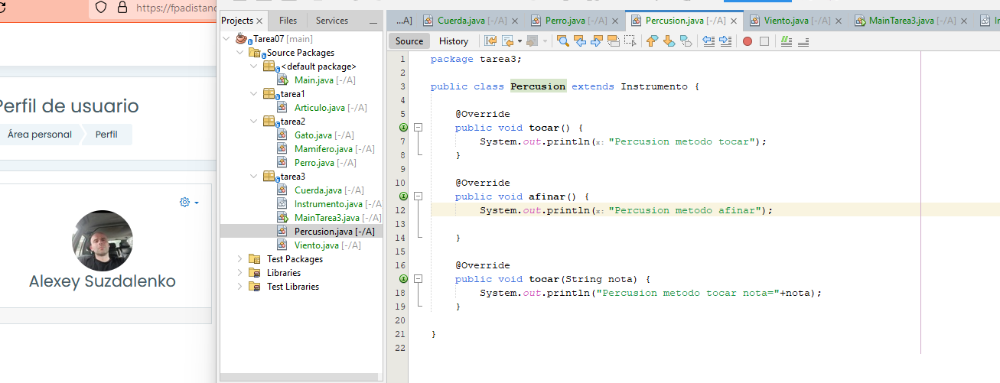 https://fpadistanc
Perfil de usuario
Área personal
Perfil
Alexey Suzdalenko
Projects
Files
Services
Tarea07 [main]
Source Packages
<default package>
Main.java [-/A]
tarea1
Articulo.java [-/A]
tarea2
Gato.java [-/A]
Mamifero.java [-/A]
Perro.java [-/A]
tarea3
Cuerda.java [-/A]
Instrumento.java [-/A
MainTarea3.java [-/A]
Percusion.java [-/A]
Viento.java [-/A]
Test Packages
Libraries
Test Libraries
...A]
Cuerda.java [-/A]
Perro.java [-/A]
Percusion.java [-/A]
Viento.java [-/A]
MainTarea3.java [-/A]
In
Source
History
1 package tarea3;
2
3 public class Percusion extends Instrumento {
4
5 @Override
6 public void tocar() {
7 System.out.println(x: "Percusion metodo tocar");
8 }
9
10 @Override
11 public void afinar() {
12 System.out.println(x: "Percusion metodo afinar");
13
14 }
15
16 @Override
17 public void tocar(String nota) {
18 System.out.println("Percusion metodo tocar nota="+nota);
19 }
20
21 }
22